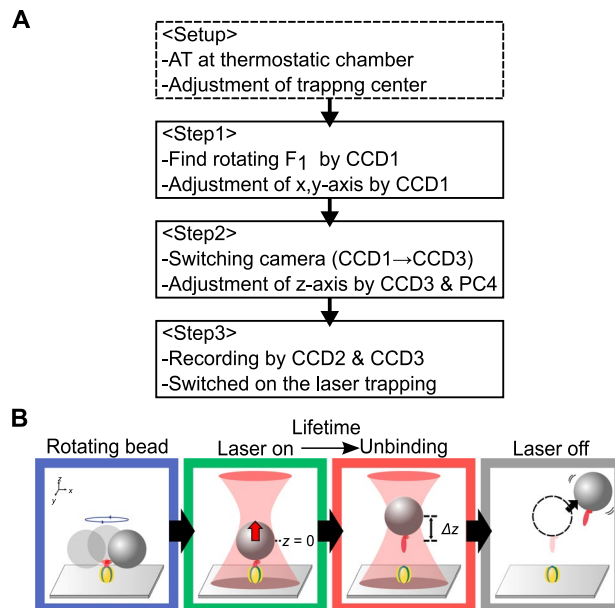 A
<Setup>
-AT at thermostatic chamber
-Adjustment of trappng center
<Step1>
-Find rotating F1 by CCD1
-Adjustment of x,y-axis by CCD1
<Step2>
-Switching camera (CCD1→CCD3)
-Adjustment of z-axis by CCD3 & PC4
<Step3>
-Recording by CCD2 & CCD3
-Switched on the laser trapping
B
Lifetime
Rotating bead Laser on → Unbinding Laser off
z
x
y
z = 0
Δz